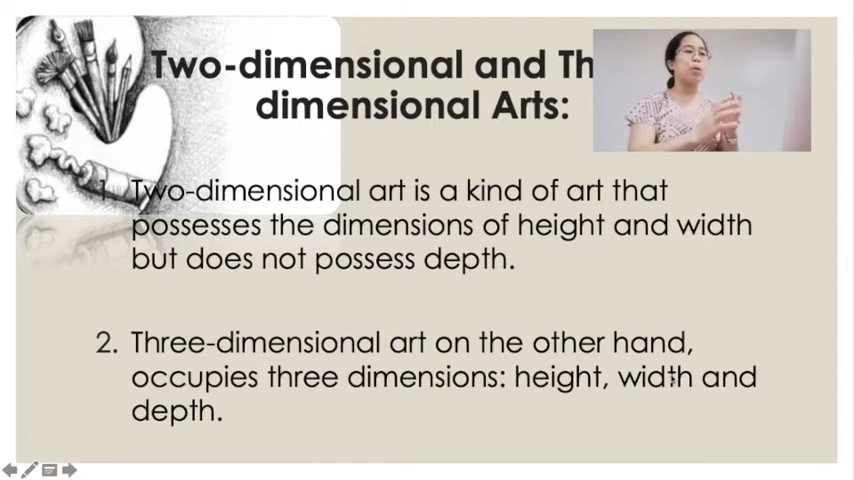 Two-dimensional and Th
dimensional Arts:
1. Two-dimensional art is a kind of art that
possesses the dimensions of height and width
but does not possess depth.
2. Three-dimensional art on the other hand,
occupies three dimensions: height, width and
depth.